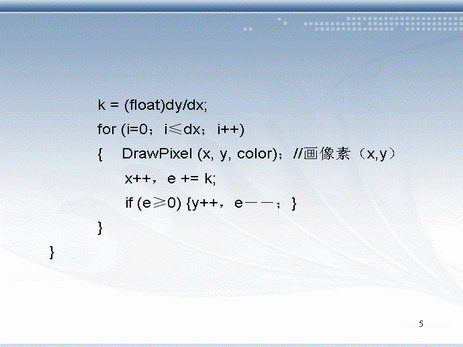 k = (float)dy/dx;
for (i=0；i≤dx；i++)
{ DrawPixel (x, y, color)；//画像素（x,y）
x++，e += k;
if (e≥0) {y++，e－－；}
}
}
5